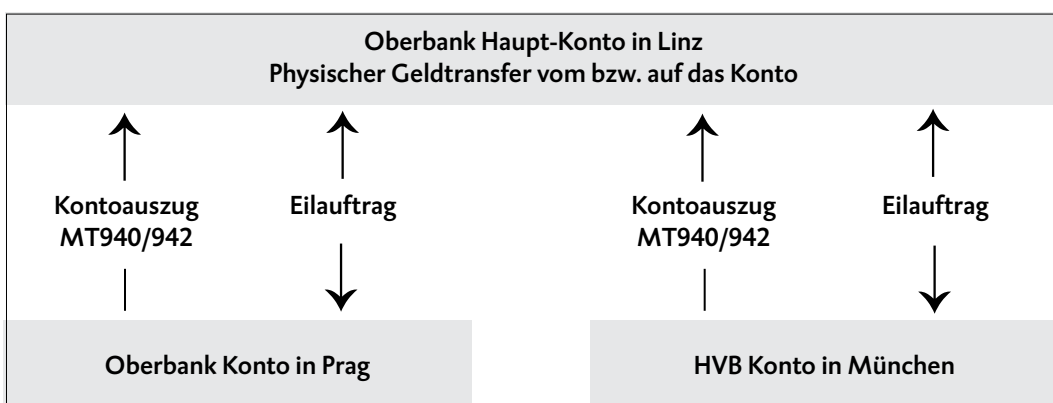 Oberbank Haupt-Konto in Linz
Physischer Geldtransfer vom bzw. auf das Konto
Kontoauszug
MT940/942
Eilauftrag
Kontoauszug
MT940/942
Eilauftrag
Oberbank Konto in Prag
HVB Konto in München